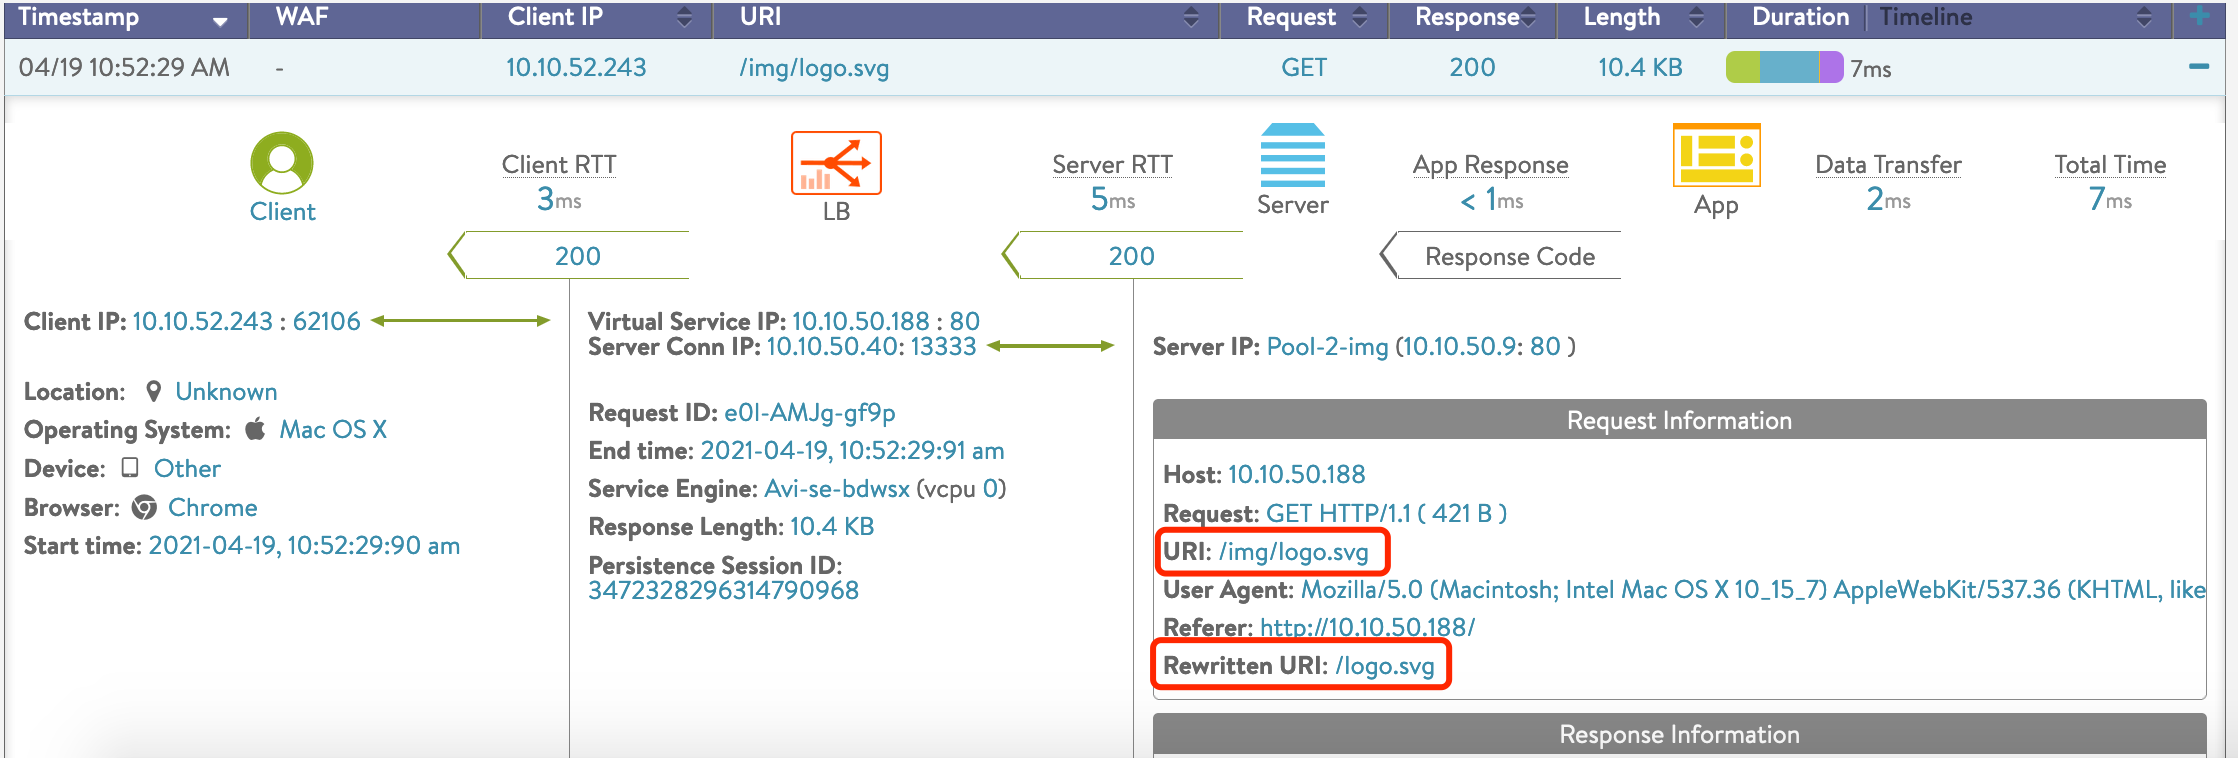 Timestamp WAF Client IP URI Request Response Length Duration Timeline
04/19 10:52:29 AM - 10.10.52.243 /img/logo.svg GET 200 10.4 KB 7ms
Client RTT Server RTT App Response Data Transfer Total Time
3ms 5ms < 1ms 2ms 7ms
Client LB Server App
200 200 Response Code
Client IP: 10.10.52.243 : 62106
Virtual Service IP: 10.10.50.188 : 80
Server Conn IP: 10.10.50.40: 13333
Server IP: Pool-2-img (10.10.50.9: 80 )
Location: Unknown
Operating System: Mac OS X
Device: Other
Browser: Chrome
Start time: 2021-04-19, 10:52:29:90 am
Request ID: e0l-AMJg-gf9p
End time: 2021-04-19, 10:52:29:91 am
Service Engine: Avi-se-bdwsx (vcpu 0)
Response Length: 10.4 KB
Persistence Session ID:
3472328296314790968
Request Information
Host: 10.10.50.188
Request: GET HTTP/1.1 ( 421 B )
URI: /img/logo.svg
User Agent: Mozilla/5.0 (Macintosh; Intel Mac OS X 10_15_7) AppleWebKit/537.36 (KHTML, like
Referer: http://10.10.50.188/
Rewritten URI: /logo.svg
Response Information